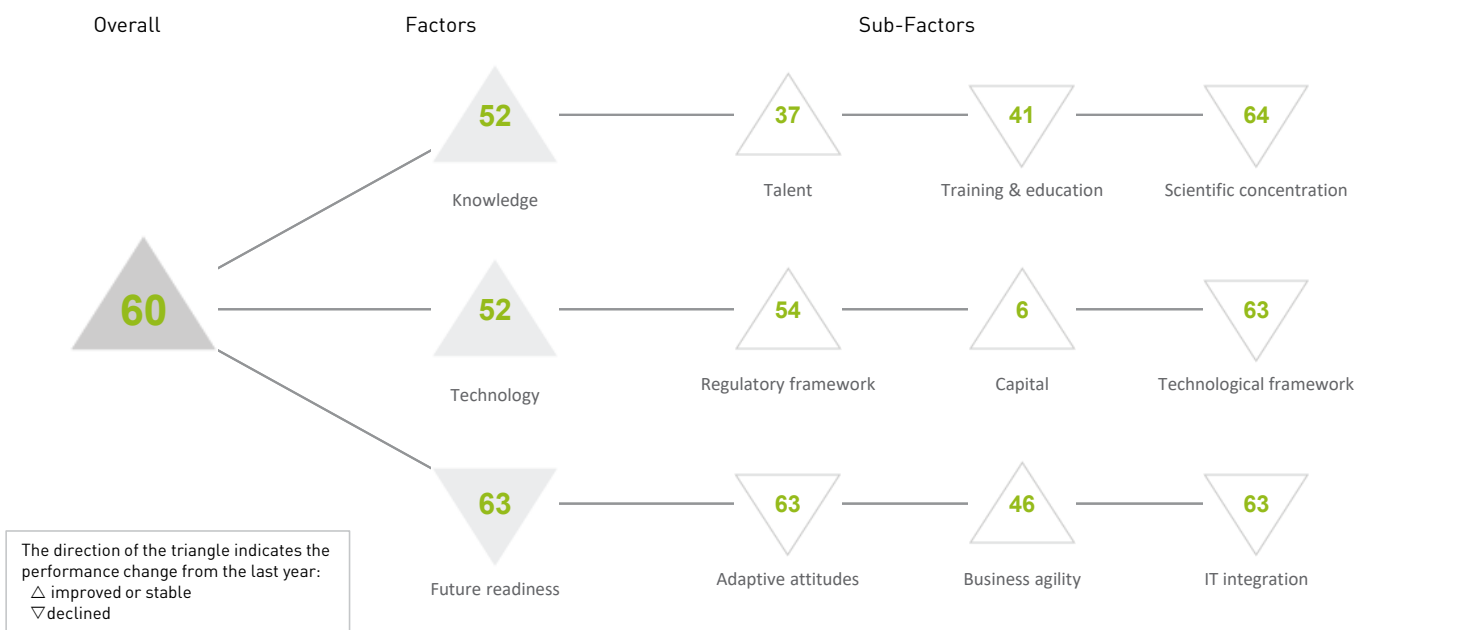 Overall Factors Sub-Factors
52 37 41 64
Knowledge Talent Training & education Scientific concentration
60 52 54 6 63
Technology Regulatory framework Capital Technological framework
63 63 46 63
Future readiness Adaptive attitudes Business agility IT integration
The direction of the triangle indicates the
performance change from the last year:
△ improved or stable
▽ declined